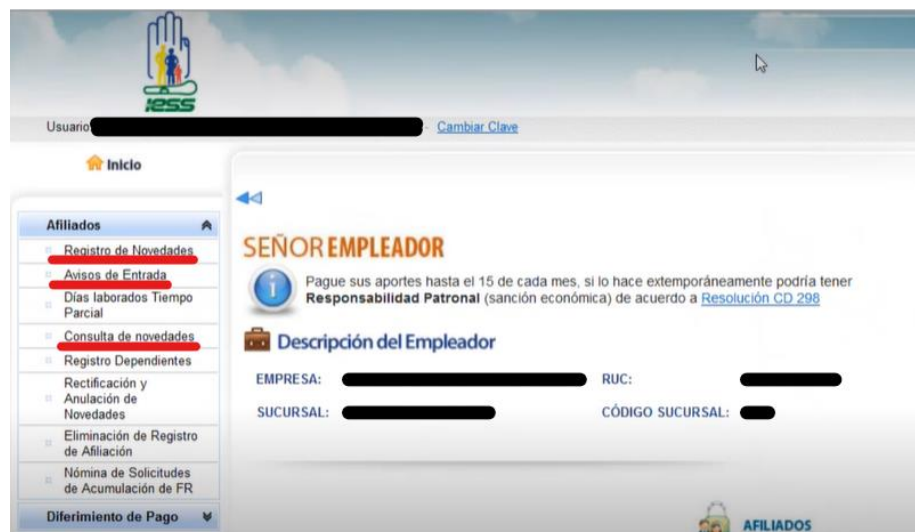 iess
Usuario
Cambiar Clave
Inicio
Afiliados
Registro de Novedades
Avisos de Entrada
Días laborados Tiempo
Parcial
Consulta de novedades
Registro Dependientes
Rectificación y
Anulación de
Novedades
Eliminación de Registro
de Afiliación
Nómina de Solicitudes
de Acumulación de FR
Diferimiento de Pago
SEÑOR EMPLEADOR
Pague sus aportes hasta el 15 de cada mes, si lo hace extemporáneamente podría tener
Responsabilidad Patronal (sanción económica) de acuerdo a Resolución CD 298
Descripción del Empleador
EMPRESA: RUC:
SUCURSAL: CÓDIGO SUCURSAL:
AFILIADOS